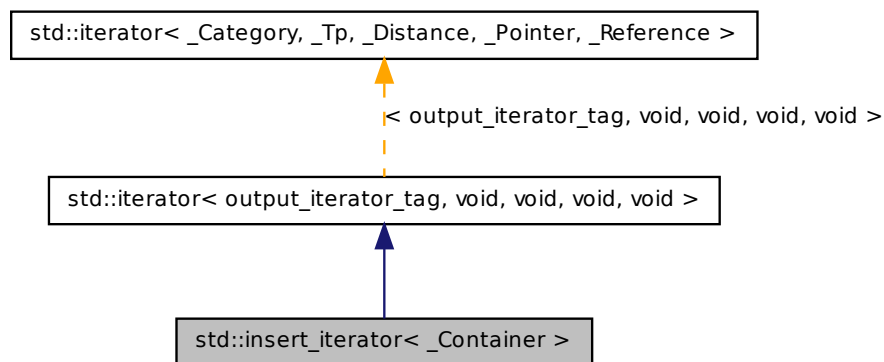 std::iterator< _Category, _Tp, _Distance, _Pointer, _Reference >
< output_iterator_tag, void, void, void, void >
std::iterator< output_iterator_tag, void, void, void, void >
std::insert_iterator< _Container >